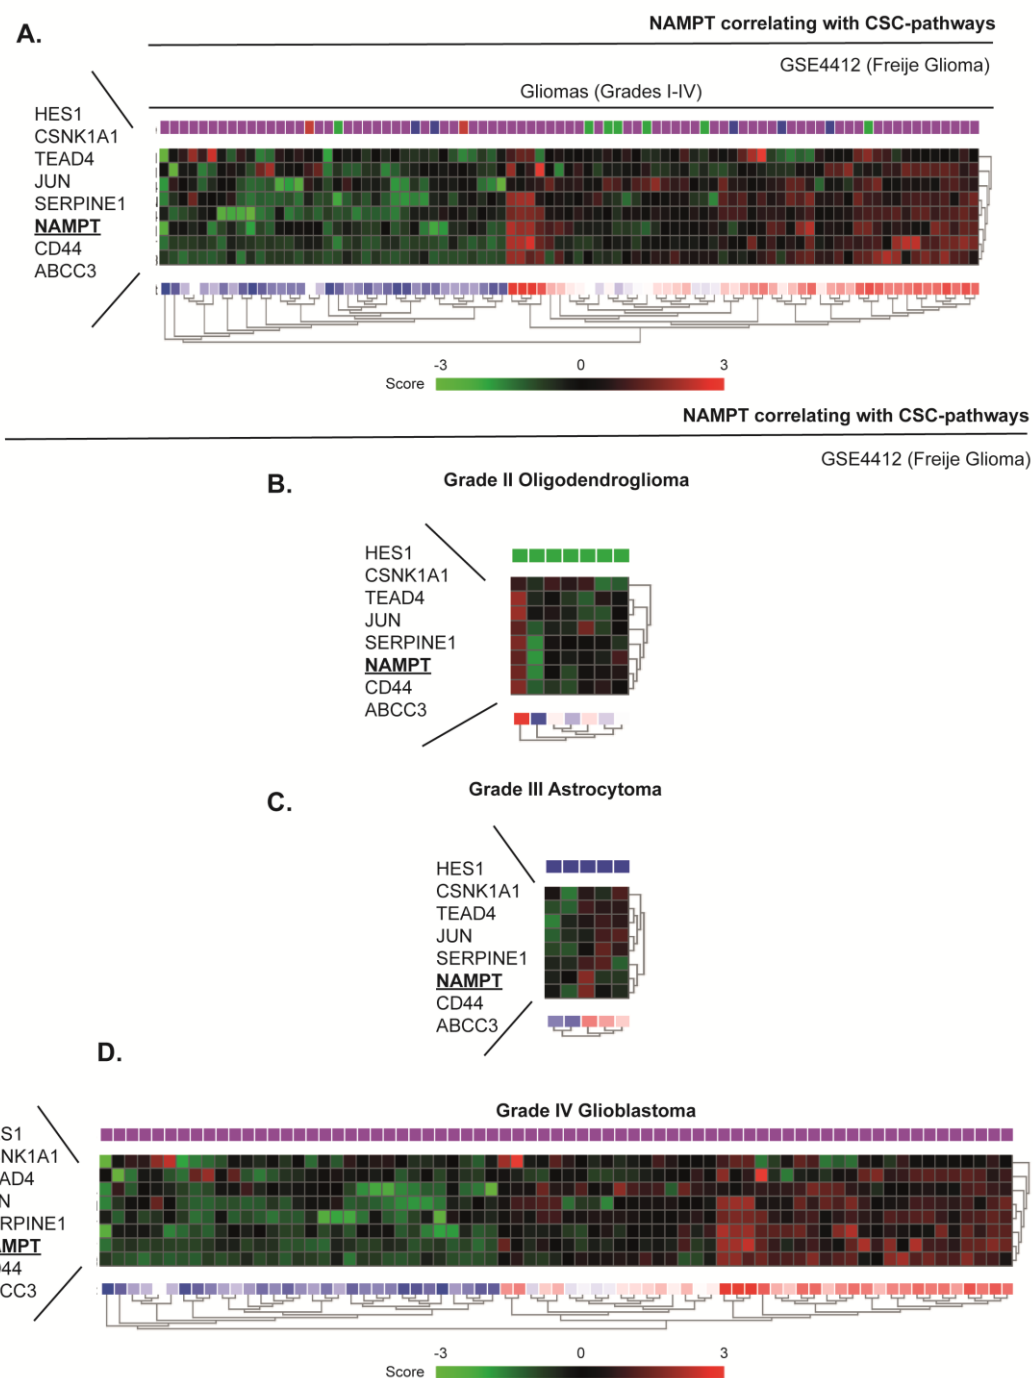 A.
NAMPT correlating with CSC-pathways
GSE4412 (Freije Glioma)
Gliomas (Grades I-IV)
HES1
CSNK1A1
TEAD4
JUN
SERPINE1
NAMPT
CD44
ABCC3
-3 0 3
Score
NAMPT correlating with CSC-pathways
GSE4412 (Freije Glioma)
B.
Grade II Oligodendroglioma
HES1
CSNK1A1
TEAD4
JUN
SERPINE1
NAMPT
CD44
ABCC3
Grade III Astrocytoma
C.
HES1
CSNK1A1
TEAD4
JUN
SERPINE1
NAMPT
CD44
ABCC3
D.
Grade IV Glioblastoma
S1
NK1A1
AD4
N
RPINE1
MPT
44
CC3
-3 0 3
Score